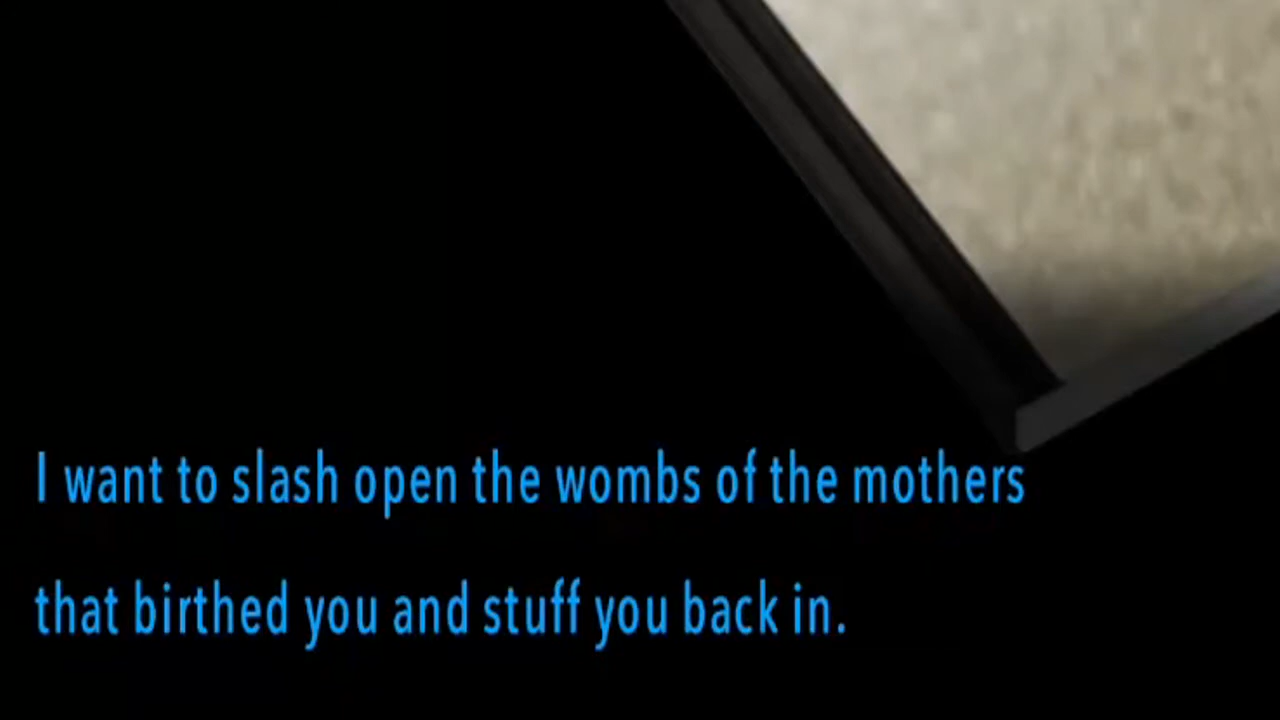 I want to slash open the wombs of the mothers
that birthed you and stuff you back in.